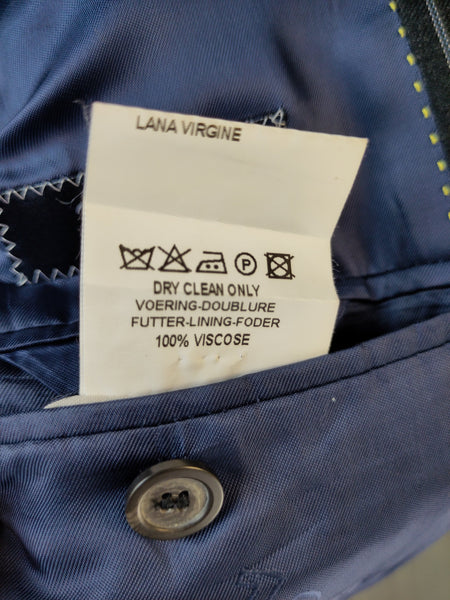 LANA VIRGINE
P
DRY CLEAN ONLY
VOERING-DOUBLURE
FUTTER-LINING-FODER
100% VISCOSE